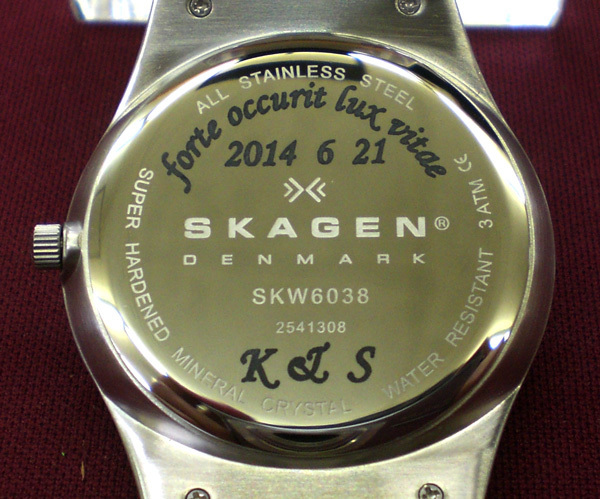 ALL STAINLESS STEEL
forte occurit lux vitae
2014 6 21
SKAGEN®
DENMARK
SKW6038
2541308
K & S
SUPER HARDENED MINERAL CRYSTAL WATER RESISTANT 3 ATM CE